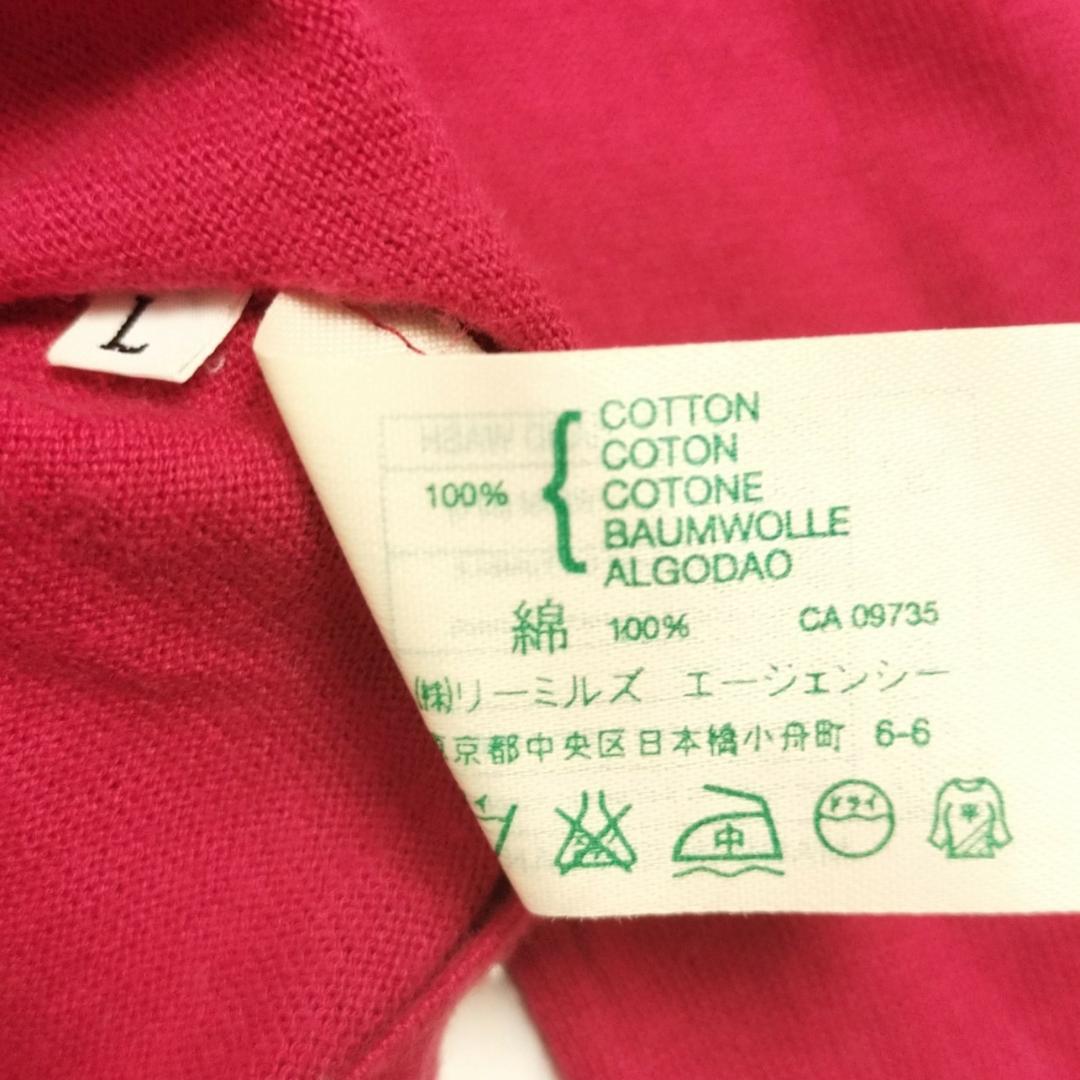 L
COTTON
COTON
100%
COTONE
BAUMWOLLE
ALGODAO
綿 100% CA 09735
(株)リーミルズ エージェンシー
京都中央区日本橋小舟町 6-6
中 ドライ 平